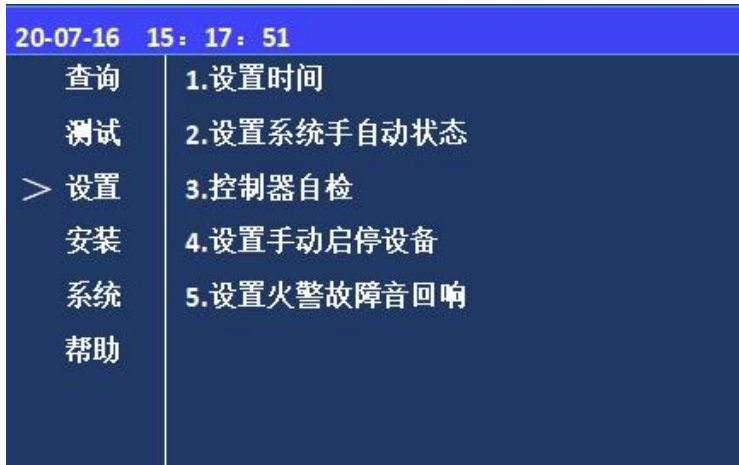 20-07-16 15：17：51
查询
测试
> 设置
安装
系统
帮助
1.设置时间
2.设置系统手自动状态
3.控制器自检
4.设置手动启停设备
5.设置火警故障音回响